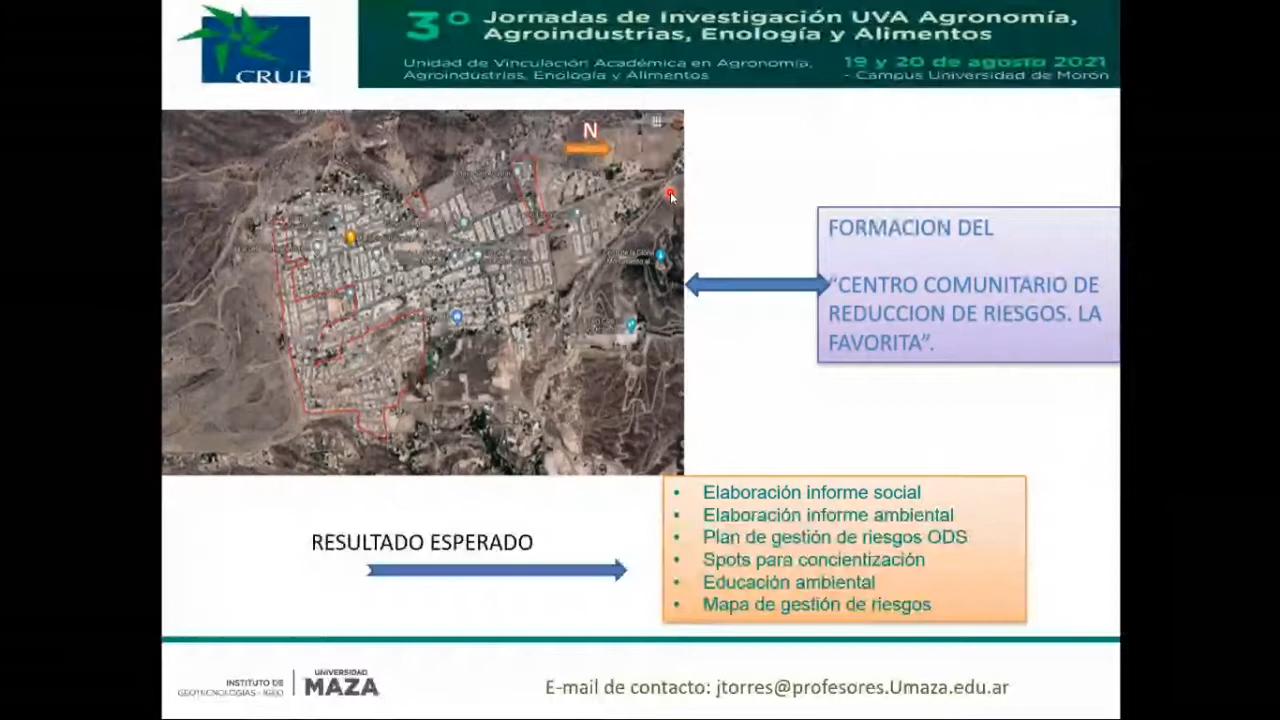 CRUP
3° Jornadas de Investigación UVA Agronomía,
Agroindustrias, Enología y Alimentos
Unidad de Vinculación Académica en Agronomía,
Agroindustrias, Enología y Alimentos
19 y 20 de agosto 2021
- Campus Universidad de Morón
N
FORMACION DEL
“CENTRO COMUNITARIO DE
REDUCCION DE RIESGOS. LA
FAVORITA”.
RESULTADO ESPERADO
• Elaboración informe social
• Elaboración informe ambiental
• Plan de gestión de riesgos ODS
• Spots para concientización
• Educación ambiental
• Mapa de gestión de riesgos
INSTITUTO DE
GEOTECNOLOGÍAS - IGEO
UNIVERSIDAD
MAZA
E-mail de contacto: jtorres@profesores.Umaza.edu.ar